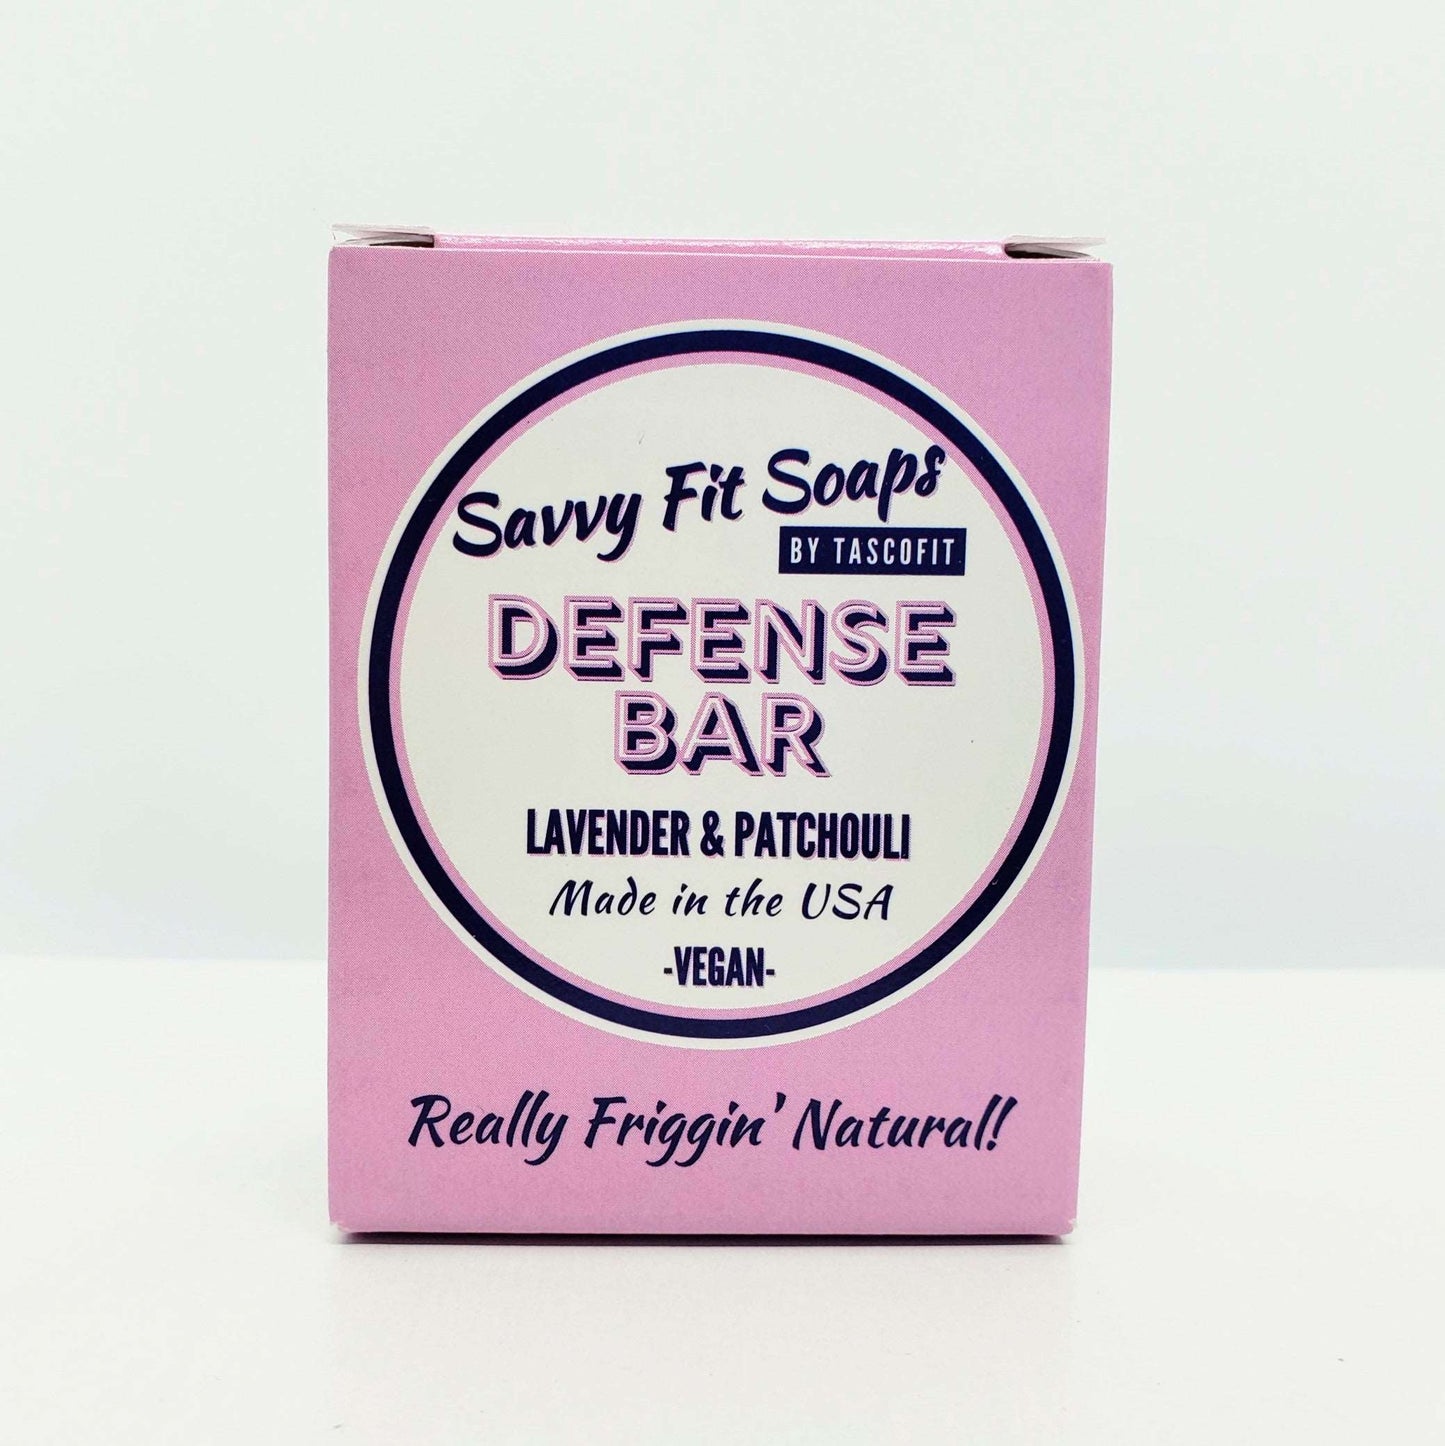 Savvy Fit Soaps
BY TASCOFIT
DEFENSE
BAR
LAVENDER & PATCHOULI
Made in the USA
-VEGAN-
Really Friggin' Natural!